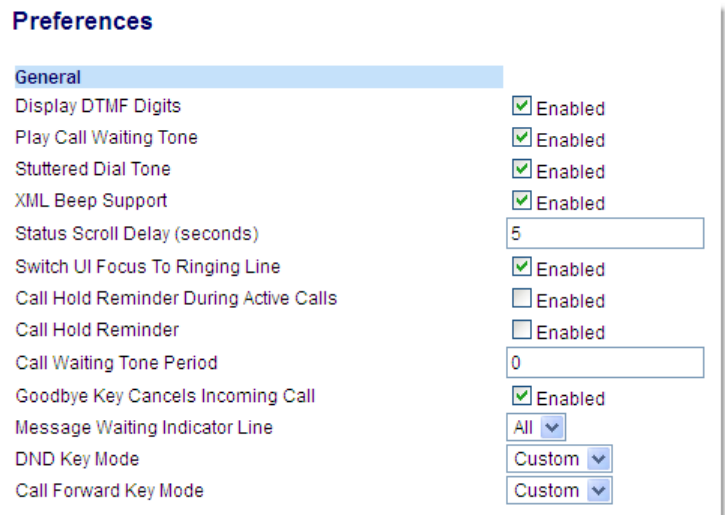 Preferences
General
Display DTMF Digits Enabled
Play Call Waiting Tone Enabled
Stuttered Dial Tone Enabled
XML Beep Support Enabled
Status Scroll Delay (seconds) 5
Switch UI Focus To Ringing Line Enabled
Call Hold Reminder During Active Calls Enabled
Call Hold Reminder Enabled
Call Waiting Tone Period 0
Goodbye Key Cancels Incoming Call Enabled
Message Waiting Indicator Line All
DND Key Mode Custom
Call Forward Key Mode Custom